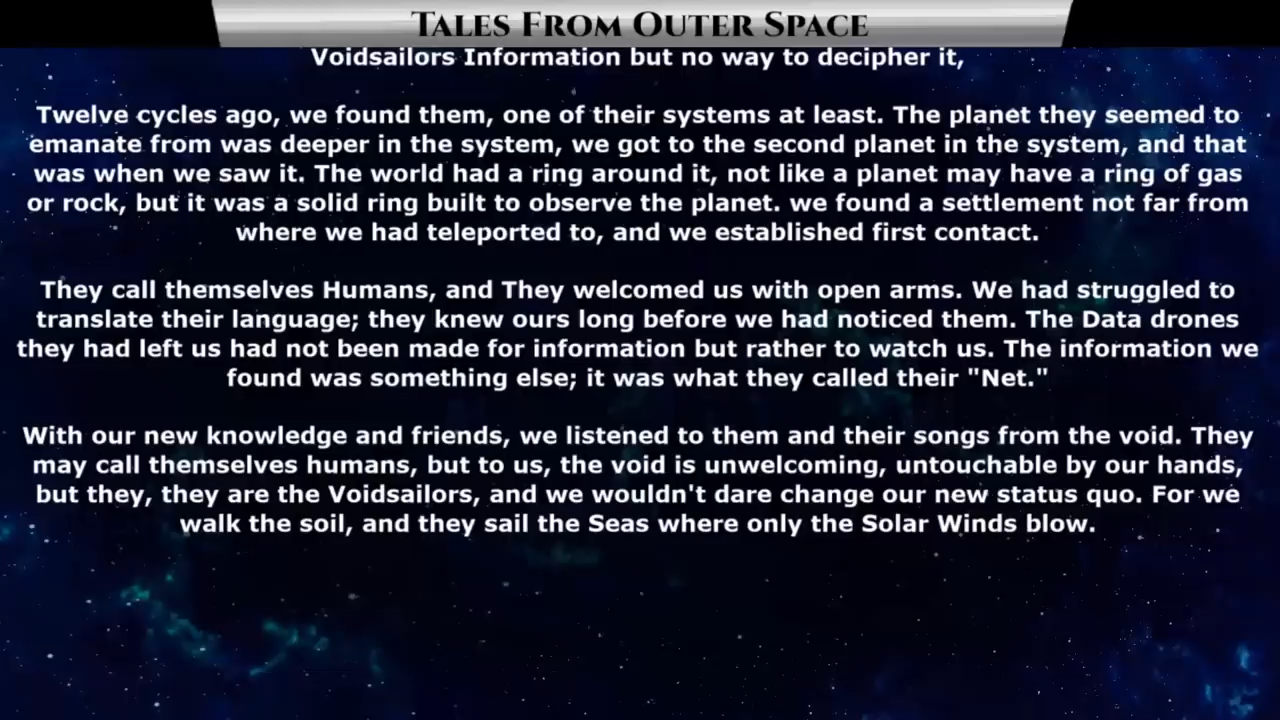 Tales From Outer Space
Voidsailors Information but no way to decipher it,
Twelve cycles ago, we found them, one of their systems at least. The planet they seemed to
emanate from was deeper in the system, we got to the second planet in the system, and that
was when we saw it. The world had a ring around it, not like a planet may have a ring of gas
or rock, but it was a solid ring built to observe the planet. we found a settlement not far from
where we had teleported to, and we established first contact.
They call themselves Humans, and They welcomed us with open arms. We had struggled to
translate their language; they knew ours long before we had noticed them. The Data drones
they had left us had not been made for information but rather to watch us. The information we
found was something else; it was what they called their "Net."
With our new knowledge and friends, we listened to them and their songs from the void. They
may call themselves humans, but to us, the void is unwelcoming, untouchable by our hands,
but they, they are the Voidsailors, and we wouldn't dare change our new status quo. For we
walk the soil, and they sail the Seas where only the Solar Winds blow.